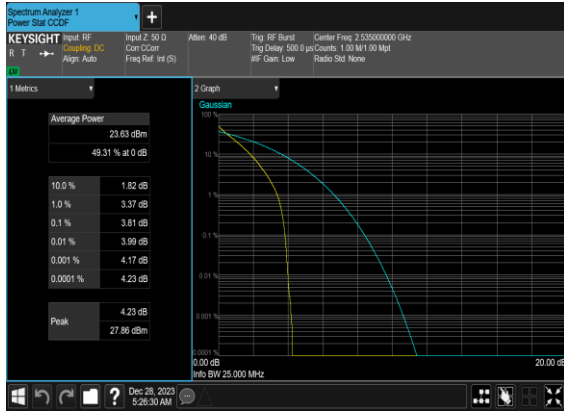 Spectrum Analyzer 1
Power Stat CCDF
+
KEYSIGHT Input: RF Input Z: 50 Ω Atten: 40 dB Trig: RF Burst Center Freq: 2.535000000 GHz
R T Coupling: DC Corr CCorr Trig Delay: 500.0 µs Counts: 1.00 M/1.00 Mpt
Align: Auto Freq Ref: Int (S) #IF Gain: Low Radio Std: None
LU
1 Metrics
2 Graph
Average Power
23.63 dBm
49.31 % at 0 dB
10.0 % 1.82 dB
1.0 % 3.37 dB
0.1 % 3.81 dB
0.01 % 3.99 dB
0.001 % 4.17 dB
0.0001 % 4.23 dB
Peak
4.23 dB
27.86 dBm
Gaussian
100 %
10 %
1 %
0.1 %
0.01 %
0.001 %
0.0001 %
0.00 dB 20.00 dB
Info BW 25.000 MHz
? Dec 28, 2023
5:26:30 AM